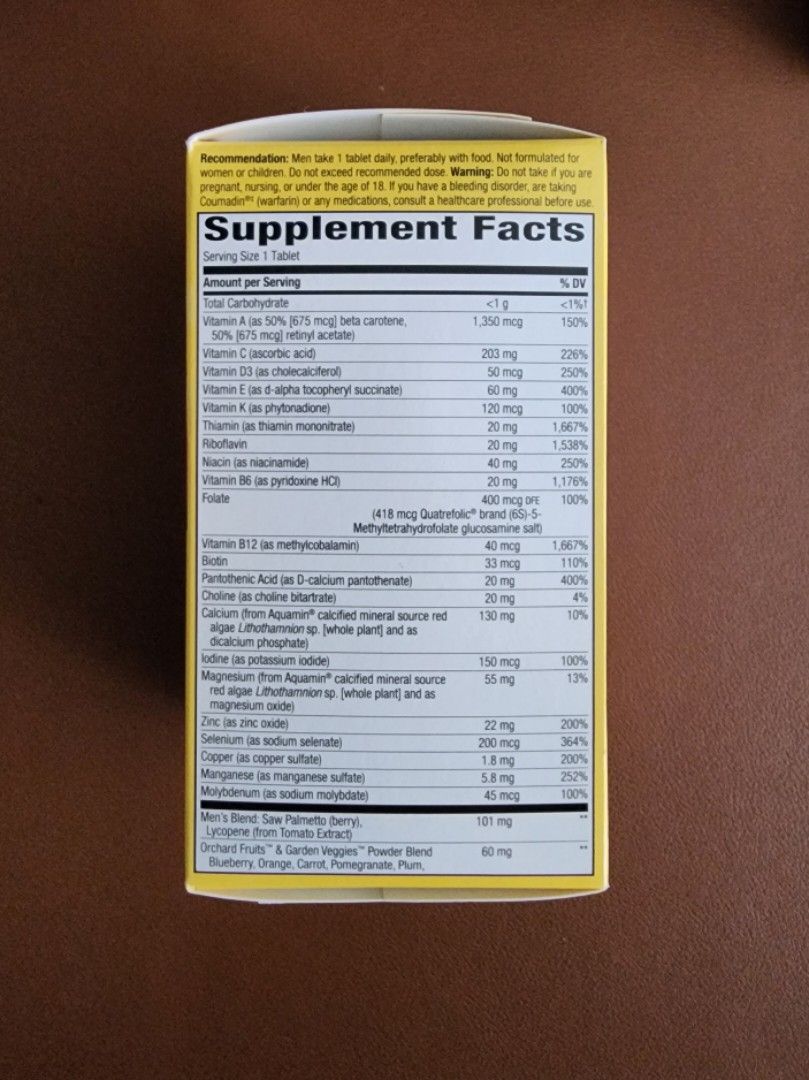 Recommendation: Men take 1 tablet daily, preferably with food. Not formulated for
women or children. Do not exceed recommended dose. Warning: Do not take if you are
pregnant, nursing, or under the age of 18. If you have a bleeding disorder, are taking
Coumadin®‡ (warfarin) or any medications, consult a healthcare professional before use.
Supplement Facts
Serving Size 1 Tablet
Amount per Serving % DV
Total Carbohydrate <1 g <1%†
Vitamin A (as 50% [675 mcg] beta carotene, 1,350 mcg 150%
50% [675 mcg] retinyl acetate)
Vitamin C (ascorbic acid) 203 mg 226%
Vitamin D3 (as cholecalciferol) 50 mcg 250%
Vitamin E (as d-alpha tocopheryl succinate) 60 mg 400%
Vitamin K (as phytonadione) 120 mcg 100%
Thiamin (as thiamin mononitrate) 20 mg 1,667%
Riboflavin 20 mg 1,538%
Niacin (as niacinamide) 40 mg 250%
Vitamin B6 (as pyridoxine HCl) 20 mg 1,176%
Folate 400 mcg DFE 100%
(418 mcg Quatrefolic® brand (6S)-5-
Methyltetrahydrofolate glucosamine salt)
Vitamin B12 (as methylcobalamin) 40 mcg 1,667%
Biotin 33 mcg 110%
Pantothenic Acid (as D-calcium pantothenate) 20 mg 400%
Choline (as choline bitartrate) 20 mg 4%
Calcium (from Aquamin® calcified mineral source red 130 mg 10%
algae Lithothamnion sp. [whole plant] and as
dicalcium phosphate)
Iodine (as potassium iodide) 150 mcg 100%
Magnesium (from Aquamin® calcified mineral source 55 mg 13%
red algae Lithothamnion sp. [whole plant] and as
magnesium oxide)
Zinc (as zinc oxide) 22 mg 200%
Selenium (as sodium selenate) 200 mcg 364%
Copper (as copper sulfate) 1.8 mg 200%
Manganese (as manganese sulfate) 5.8 mg 252%
Molybdenum (as sodium molybdate) 45 mcg 100%
Men's Blend: Saw Palmetto (berry), 101 mg **
Lycopene (from Tomato Extract)
Orchard Fruits™ & Garden Veggies™ Powder Blend 60 mg **
Blueberry, Orange, Carrot, Pomegranate, Plum,